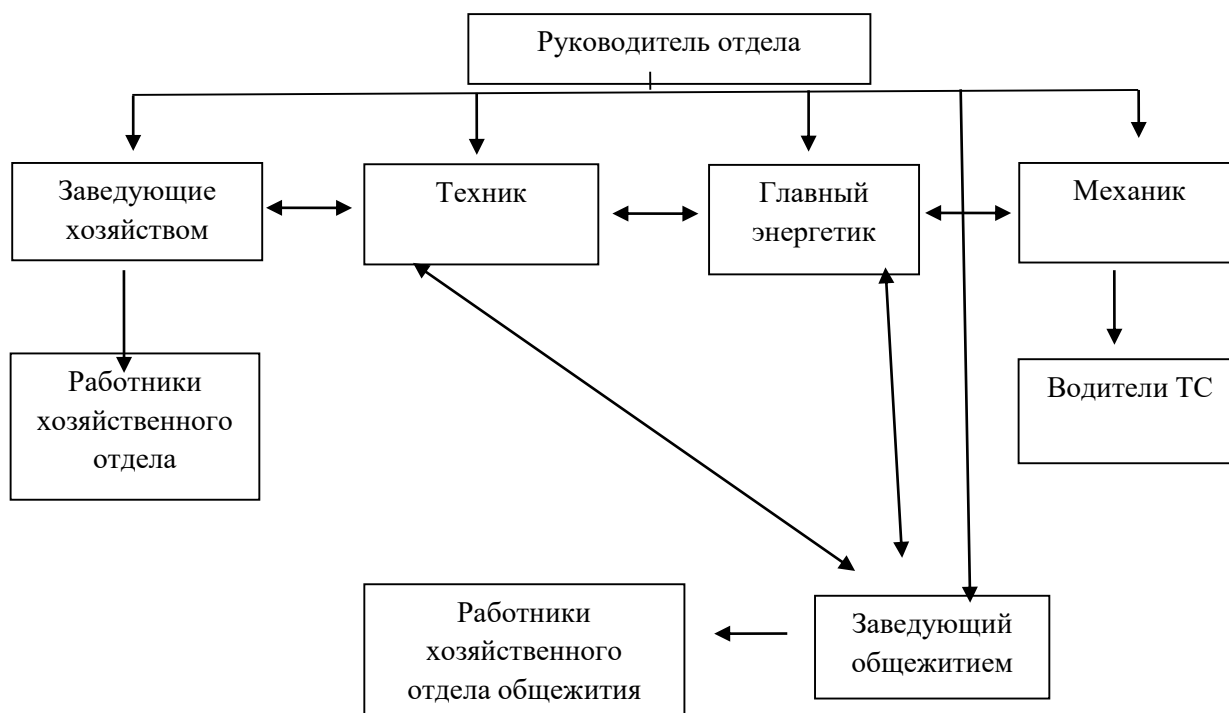 Руководитель отдела
Заведующие
хозяйством
Техник
Главный
энергетик
Механик
Работники
хозяйственного
отдела
Водители ТС
Работники
хозяйственного
отдела общежития
Заведующий
общежитием